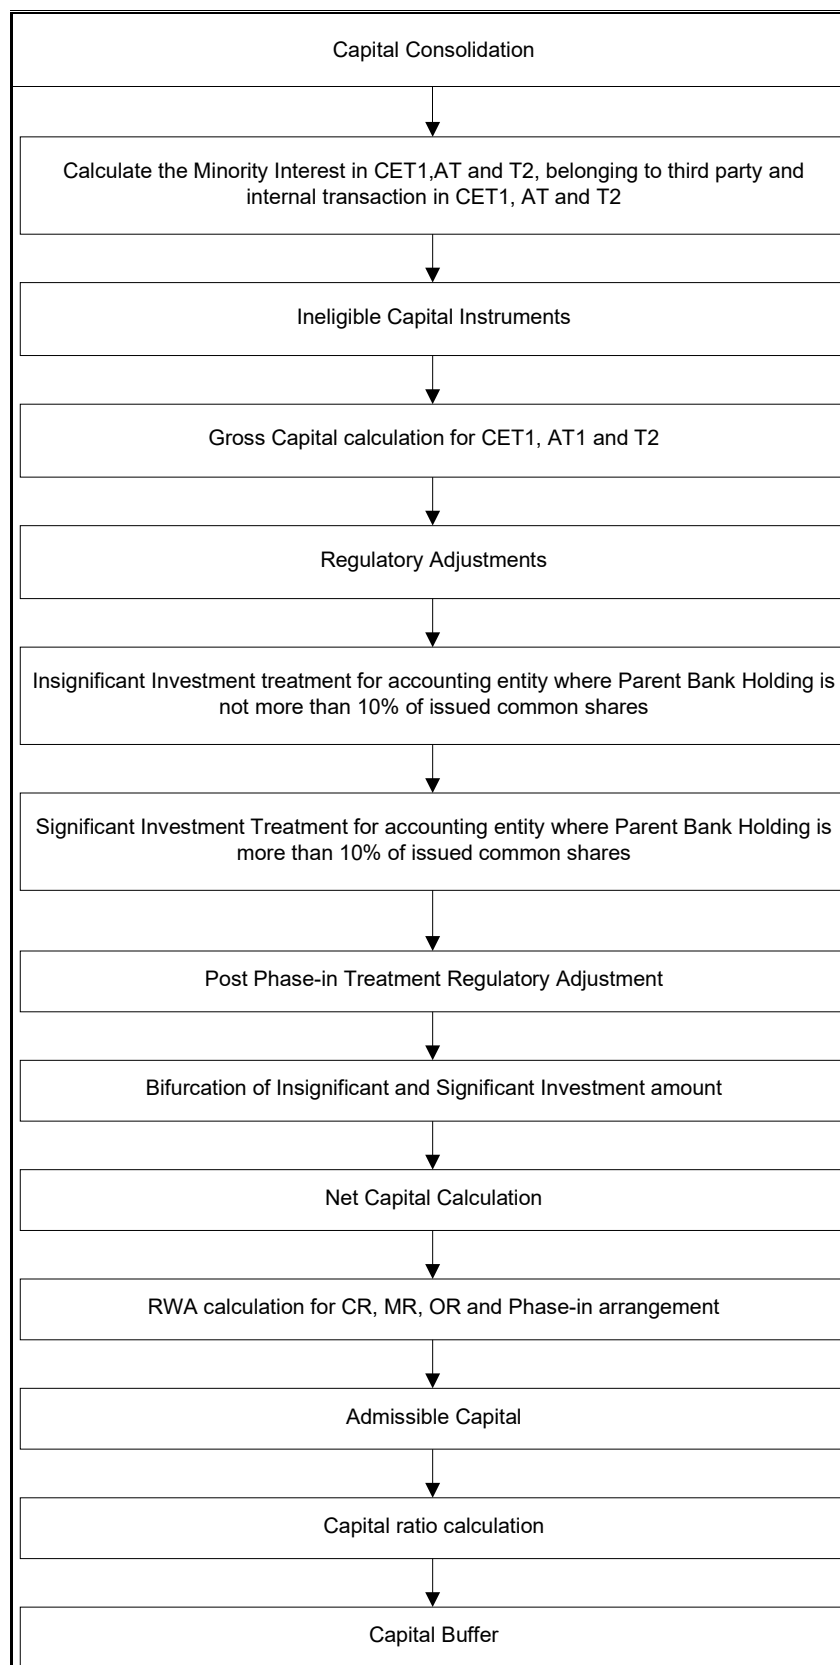 Capital Consolidation
Calculate the Minority Interest in CET1,AT and T2, belonging to third party and
internal transaction in CET1, AT and T2
Ineligible Capital Instruments
Gross Capital calculation for CET1, AT1 and T2
Regulatory Adjustments
Insignificant Investment treatment for accounting entity where Parent Bank Holding is
not more than 10% of issued common shares
Significant Investment Treatment for accounting entity where Parent Bank Holding is
more than 10% of issued common shares
Post Phase-in Treatment Regulatory Adjustment
Bifurcation of Insignificant and Significant Investment amount
Net Capital Calculation
RWA calculation for CR, MR, OR and Phase-in arrangement
Admissible Capital
Capital ratio calculation
Capital Buffer